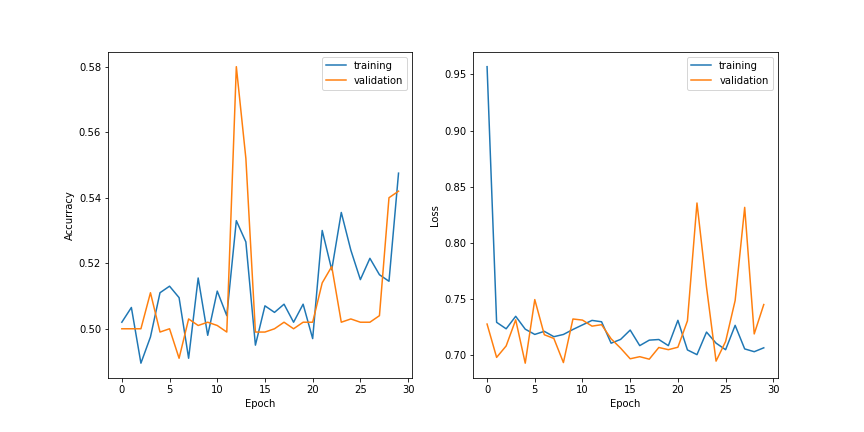 training
validation
0.58
0.56
0.54
0.52
0.50
Accurracy
0 5 10 15 20 25 30
Epoch
training
validation
0.95
0.90
0.85
0.80
0.75
0.70
Loss
0 5 10 15 20 25 30
Epoch